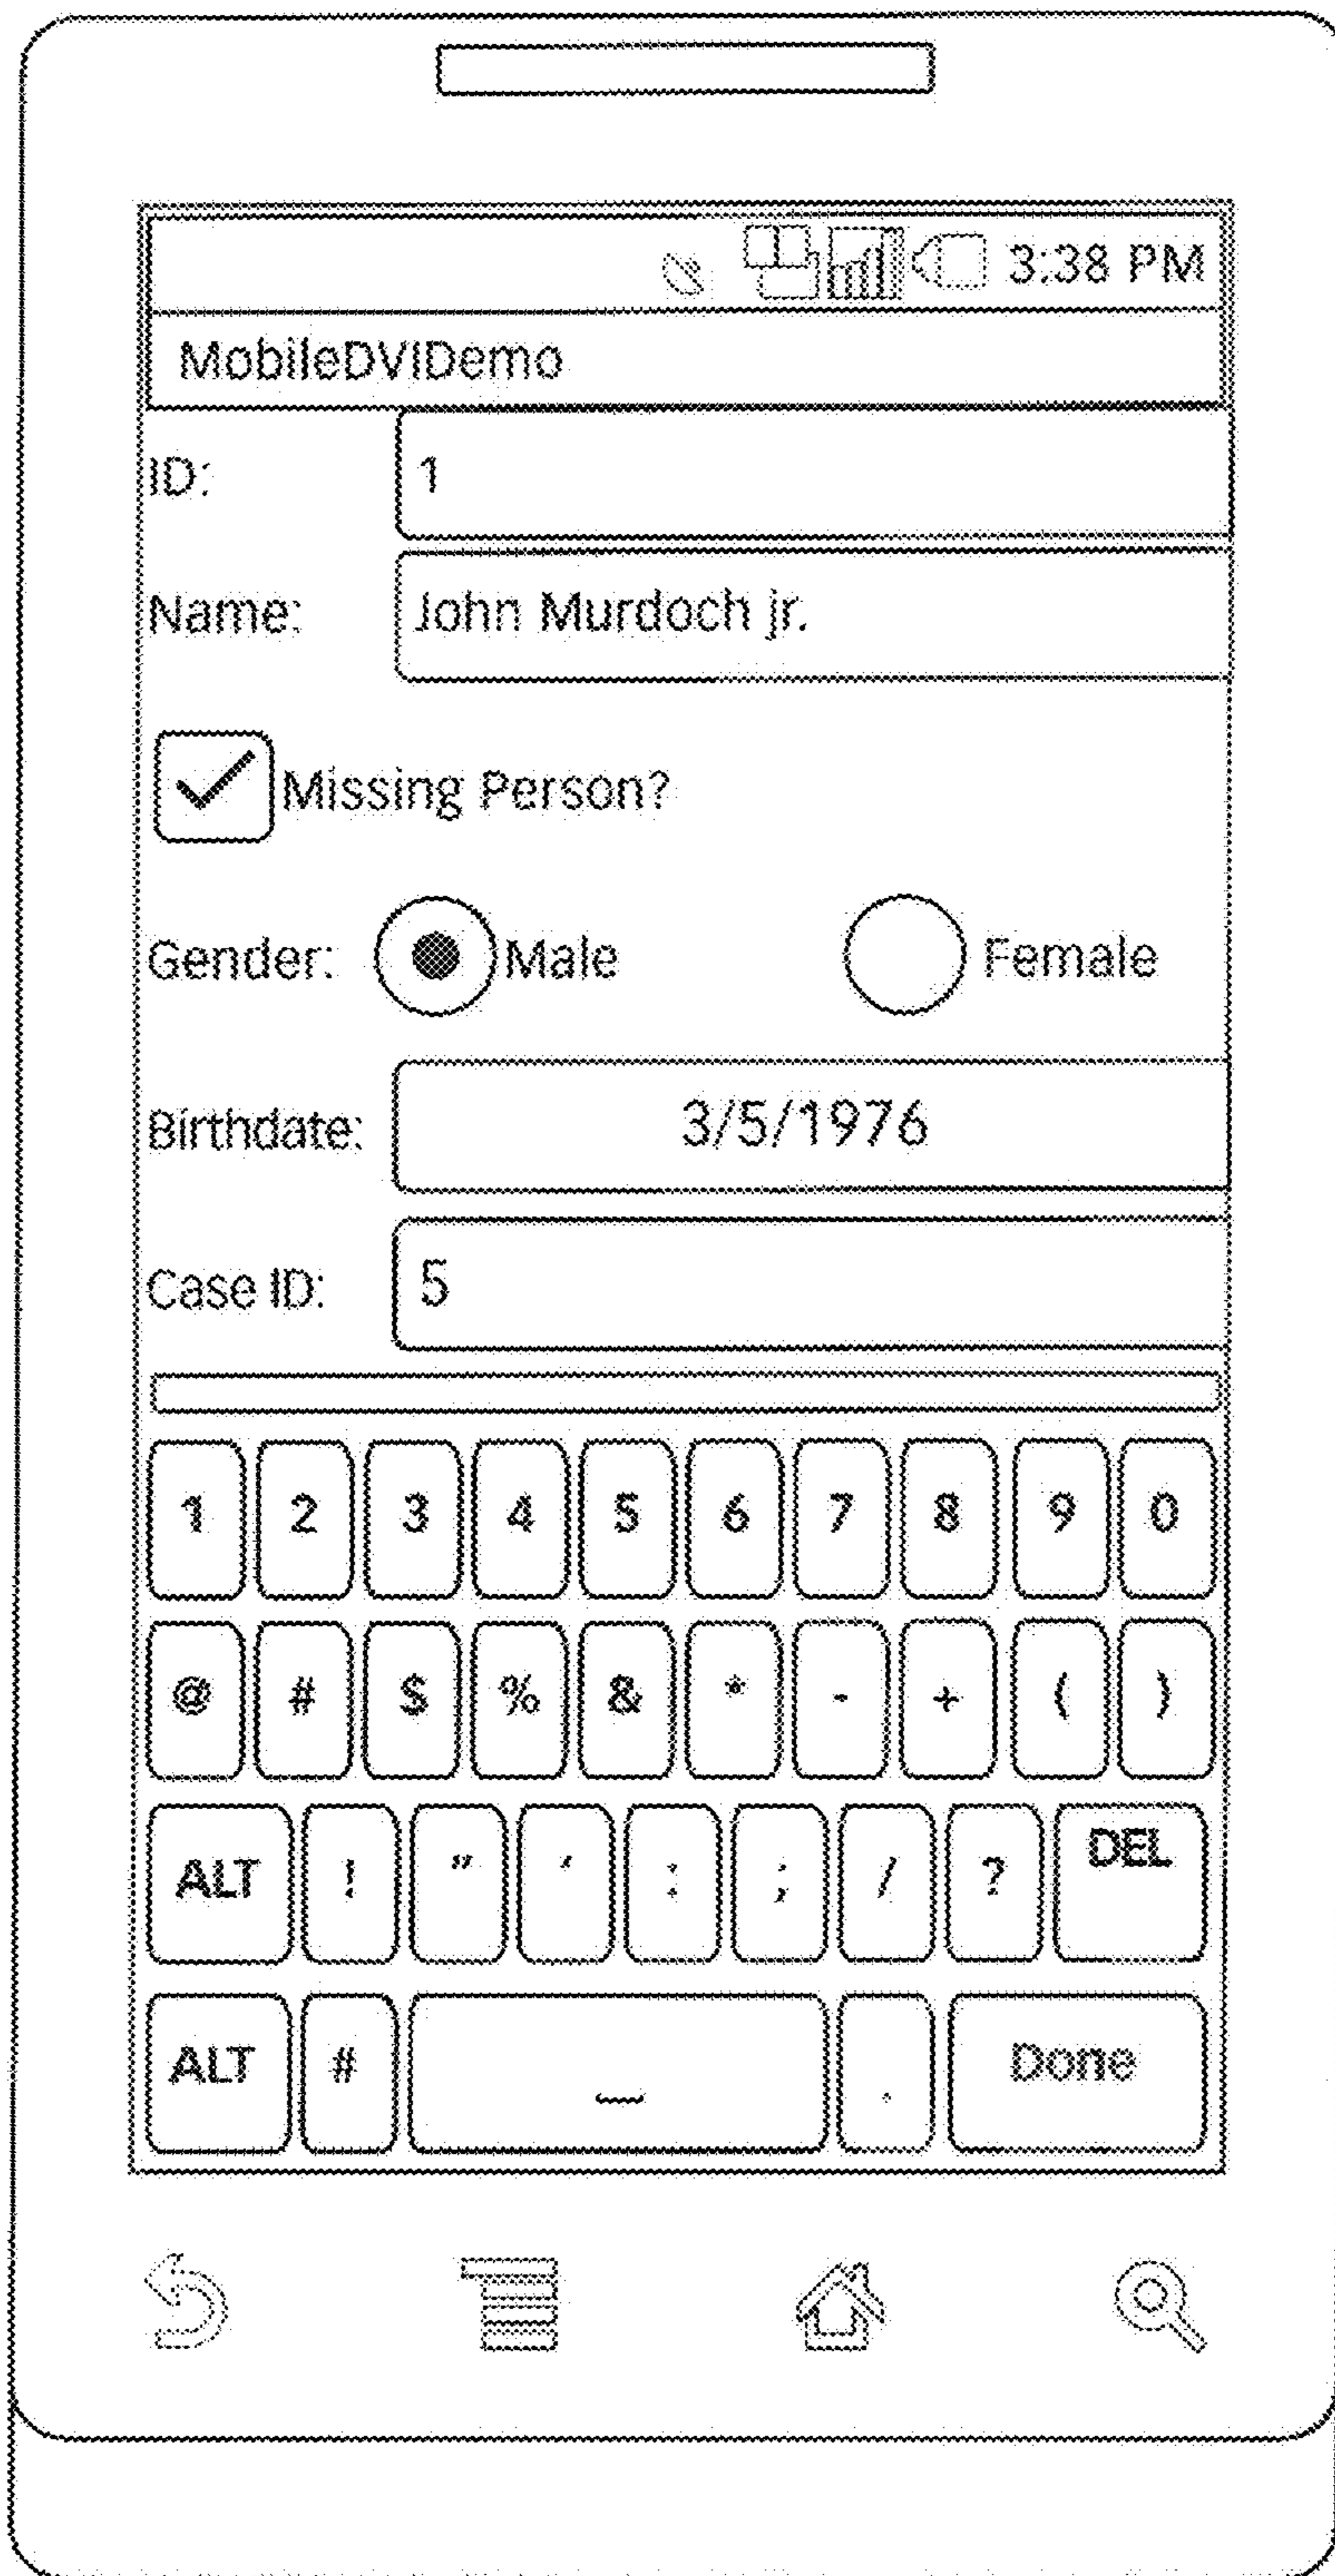 3:38 PM
MobileDVIDemo
ID: 1
Name: John Murdoch jr.
✓ Missing Person?
Gender: Male Female
Birthdate: 3/5/1976
Case ID: 5
1 2 3 4 5 6 7 8 9 0
@ # $ % & * - + ( )
ALT ! " ' : ; / ? DEL
ALT # . Done